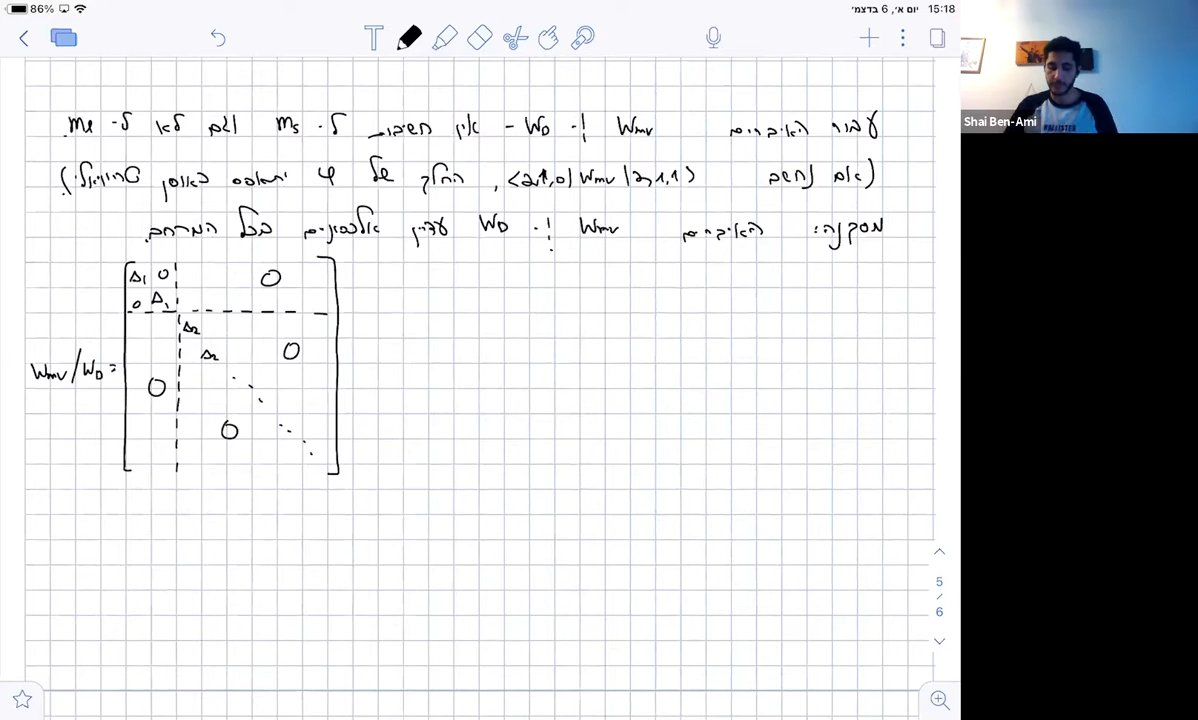 86% יום א׳, 6 בדצמ׳ 15:18
Shai Ben-Ami
עבור האיברים Wmv ו- WD - אין חשיבות ל- ms וגם לא ל- me.
(אם נחשב <2,1,0|Wmv|2,1,1>, החלק של φ יתאפס באופן טריויאלי).
מסקנה: האיברים Wmv ו- WD עדיין אלכסוניים בכל המרחב.
Δ1 0 0
0 Δ1
Δ2
Δ2 0
Wmv/WD =
0
0
5
/
6